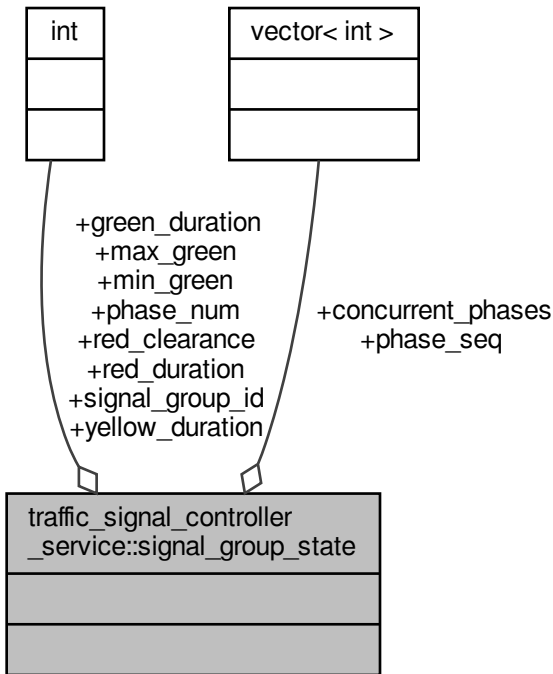 int
vector< int >
+green_duration
+max_green
+min_green
+phase_num
+red_clearance
+red_duration
+signal_group_id
+yellow_duration
+concurrent_phases
+phase_seq
traffic_signal_controller
_service::signal_group_state